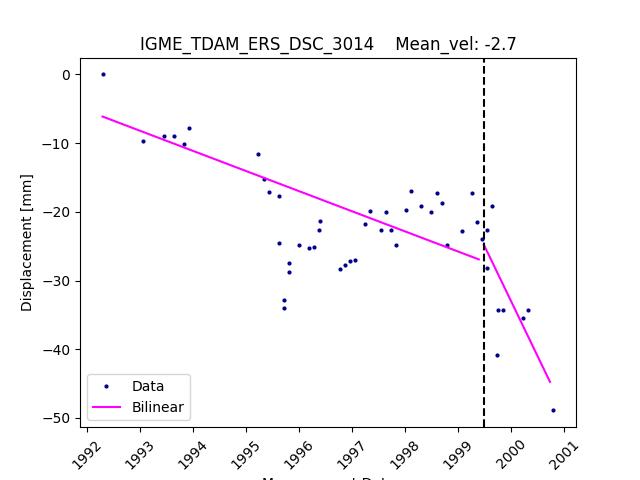 IGME_TDAM_ERS_DSC_3014    Mean_vel: -2.7
Displacement [mm]
0
−10
−20
−30
−40
−50
Data
Bilinear
1992 1993 1994 1995 1996 1997 1998 1999 2000 2001